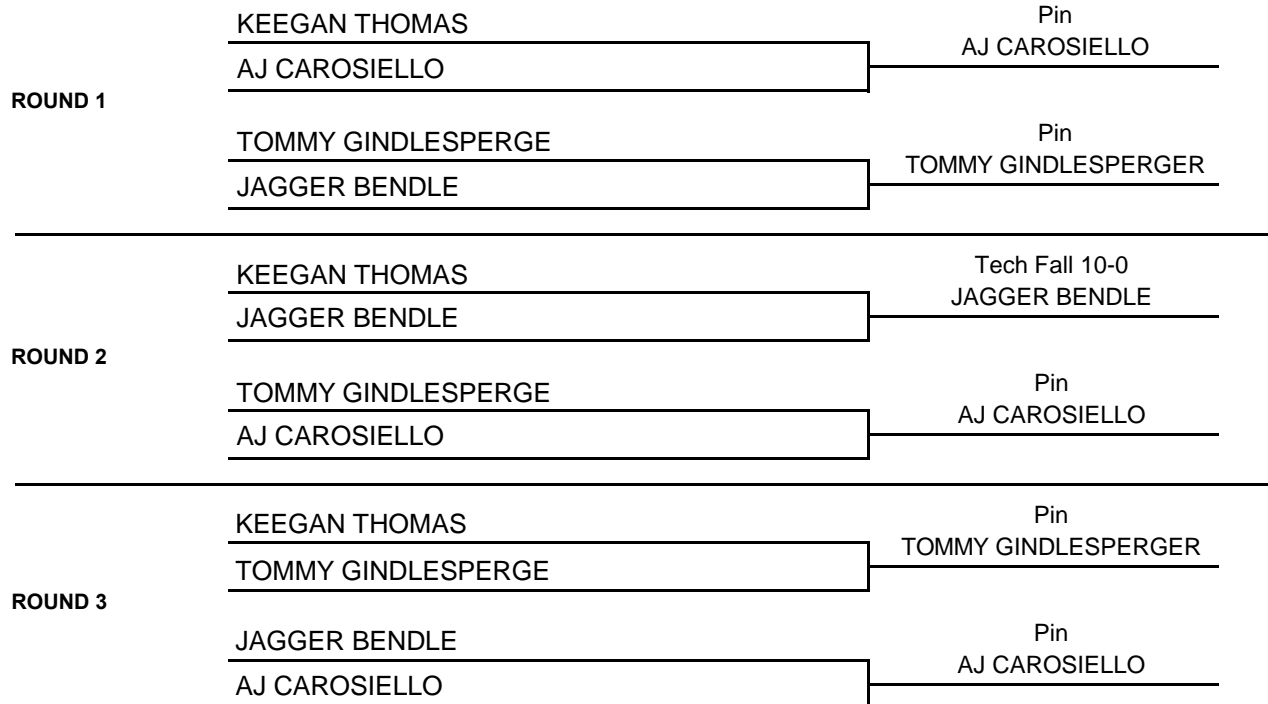 KEEGAN THOMAS
Pin
AJ CAROSIELLO
AJ CAROSIELLO
ROUND 1
TOMMY GINDLESPERGE
Pin
TOMMY GINDLESPERGER
JAGGER BENDLE
KEEGAN THOMAS
Tech Fall 10-0
JAGGER BENDLE
JAGGER BENDLE
ROUND 2
TOMMY GINDLESPERGE
Pin
AJ CAROSIELLO
AJ CAROSIELLO
KEEGAN THOMAS
Pin
TOMMY GINDLESPERGER
TOMMY GINDLESPERGE
ROUND 3
JAGGER BENDLE
Pin
AJ CAROSIELLO
AJ CAROSIELLO